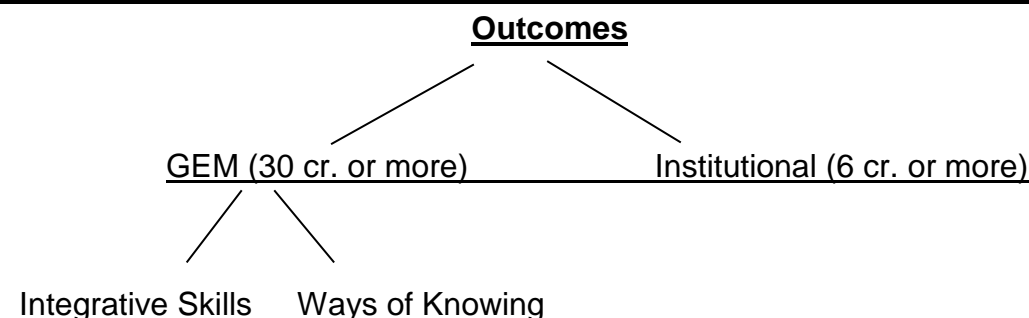 Outcomes
GEM (30 cr. or more) Institutional (6 cr. or more)
Integrative Skills Ways of Knowing